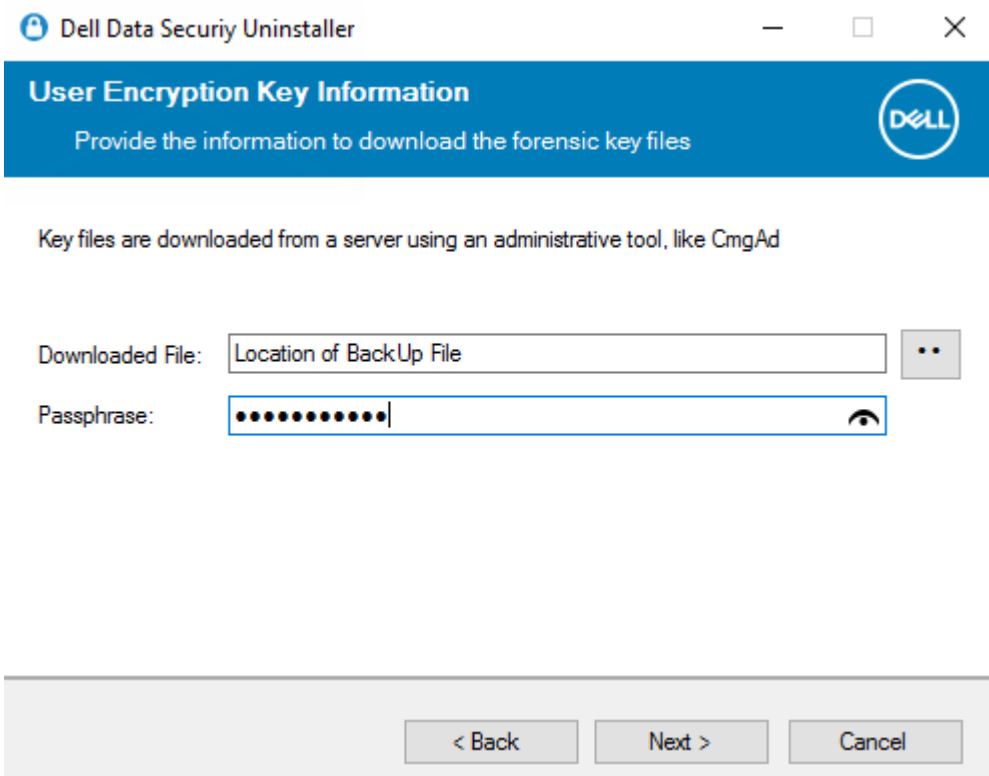 Dell Data Securiy Uninstaller
User Encryption Key Information
Provide the information to download the forensic key files
DELL
Key files are downloaded from a server using an administrative tool, like CmgAd
Downloaded File: Location of BackUp File ..
Passphrase: •••••••••••
< Back Next > Cancel